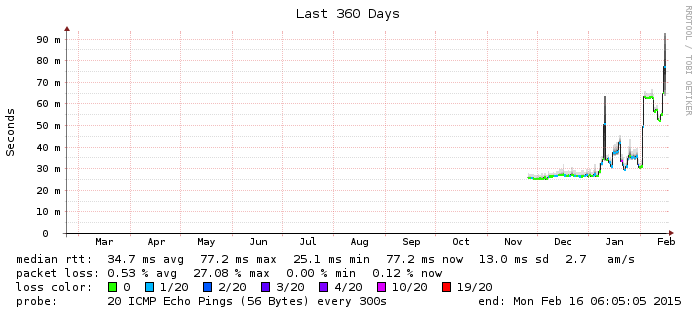 Last 360 Days
RRDTOOL / TOBI OETIKER
Seconds
90 m
80 m
70 m
60 m
50 m
40 m
30 m
20 m
10 m
0
Mar Apr May Jun Jul Aug Sep Oct Nov Dec Jan Feb
median rtt: 34.7 ms avg 77.2 ms max 25.1 ms min 77.2 ms now 13.0 ms sd 2.7 am/s
packet loss: 0.53 % avg 27.08 % max 0.00 % min 0.12 % now
loss color: 0 1/20 2/20 3/20 4/20 10/20 19/20
probe: 20 ICMP Echo Pings (56 Bytes) every 300s end: Mon Feb 16 06:05:05 2015